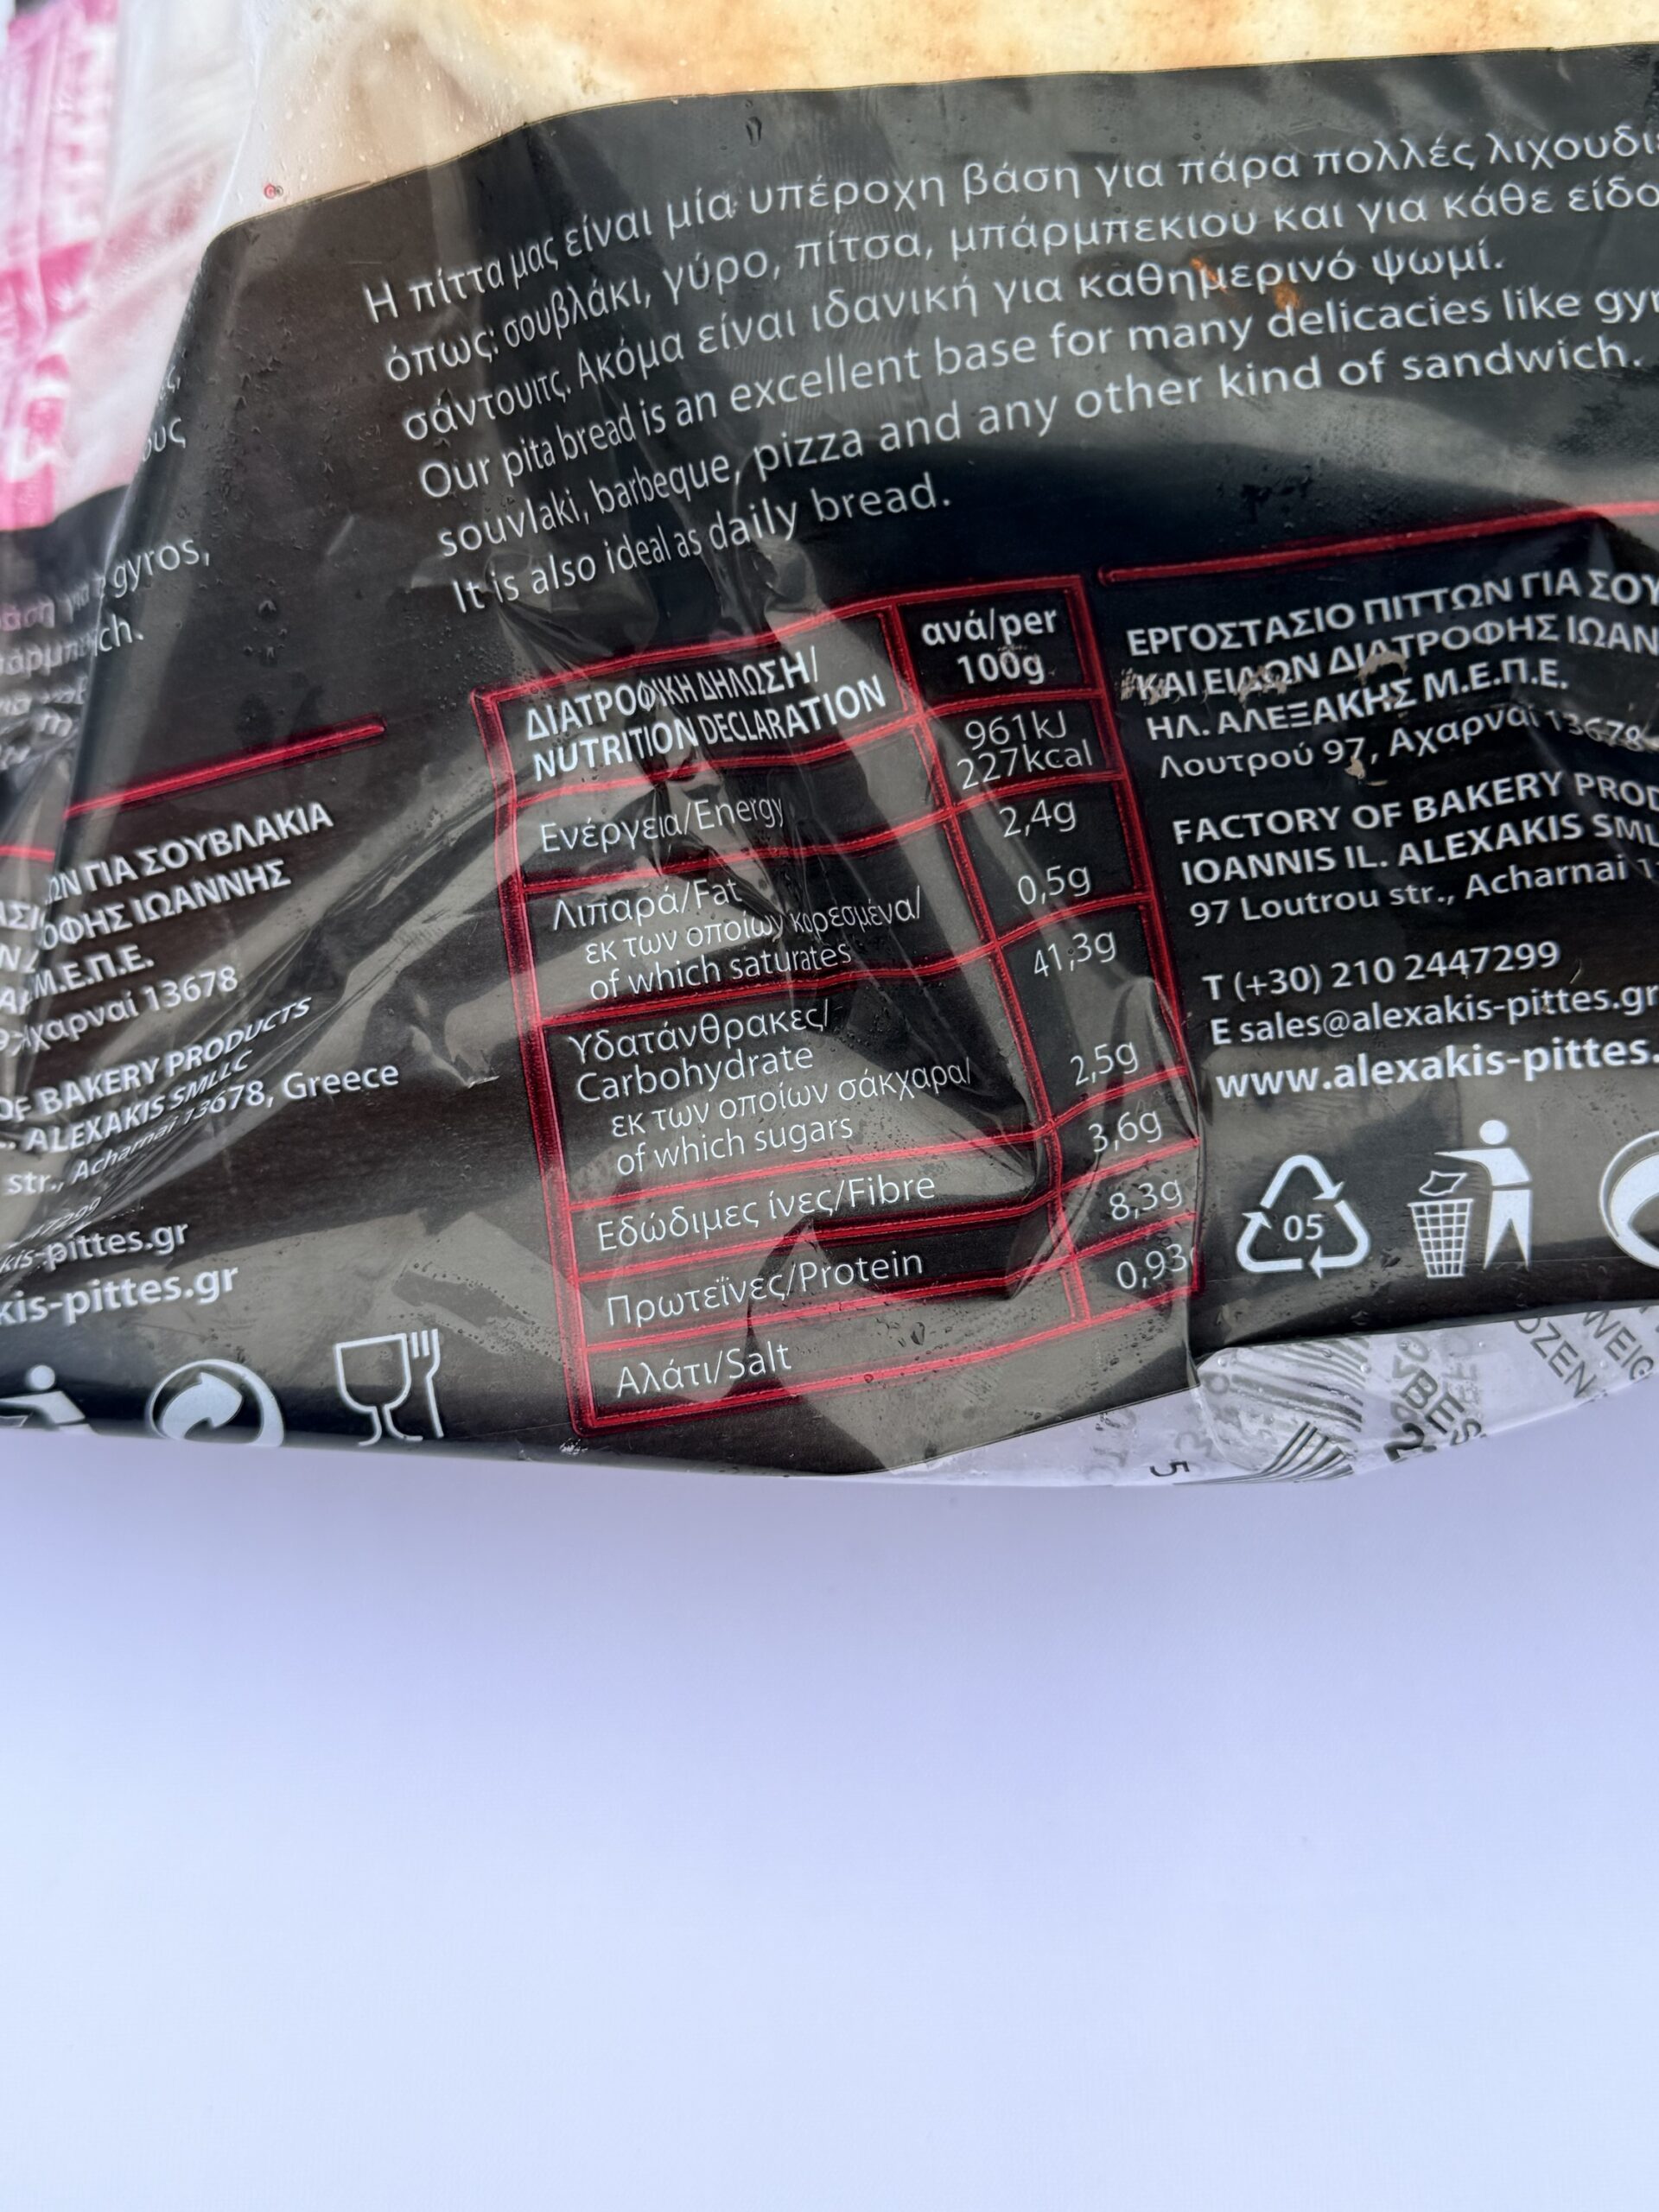 Η πίττα μας είναι μία υπέροχη βάση για πάρα πολλές
όπως: σουβλάκι, γύρο, πίτσα, μπάρμπεκιου και για κάθε
σάντουιτς. Ακόμα είναι ιδανική για καθημερινό ψωμί.
Our pita bread is an excellent base for many delicacies like
souvlaki, barbeque, pizza and any other kind of sandwich.
It is also ideal as daily bread.
ΔΙΑΤΡΟΦΙΚΗ ΔΗΛΩΣΗ/
NUTRITION DECLARATION
ανά/per
100g
Ενέργεια/Energy
961kJ
227kcal
Λιπαρά/Fat
2,4g
εκ των οποίων κορεσμένα/
of which saturates
0,5g
Υδατάνθρακες/
Carbohydrate
41,3g
εκ των οποίων σάκχαρα/
of which sugars
2,5g
Εδώδιμες ίνες/Fibre
3,6g
Πρωτεΐνες/Protein
8,3g
Αλάτι/Salt
0,93
ΕΡΓΟΣΤΑΣΙΟ ΠΙΤΤΩΝ ΓΙΑ
ΚΑΙ ΕΙΔΩΝ ΔΙΑΤΡΟΦΗΣ
ΗΛ. ΑΛΕΞΑΚΗΣ Μ.Ε.Π.Ε.
Λουτρού 97, Αχαρναί 13678
FACTORY OF BAKERY
IOANNIS IL. ALEXAKIS
97 Loutrou str., Acharnai
T (+30) 210 2447299
E sales@alexakis-pittes.gr
www.alexakis-pittes.
05
gyros,
ΓΙΑ ΣΟΥΒΛΑΚΙΑ
ΙΩΑΝΝΗΣ
Μ.Ε.Π.Ε.
13678
BAKERY PRODUCTS
ALEXAKIS SMLLC
str., Acharnai 13678, Greece
kis-pittes.gr
kis-pittes.gr